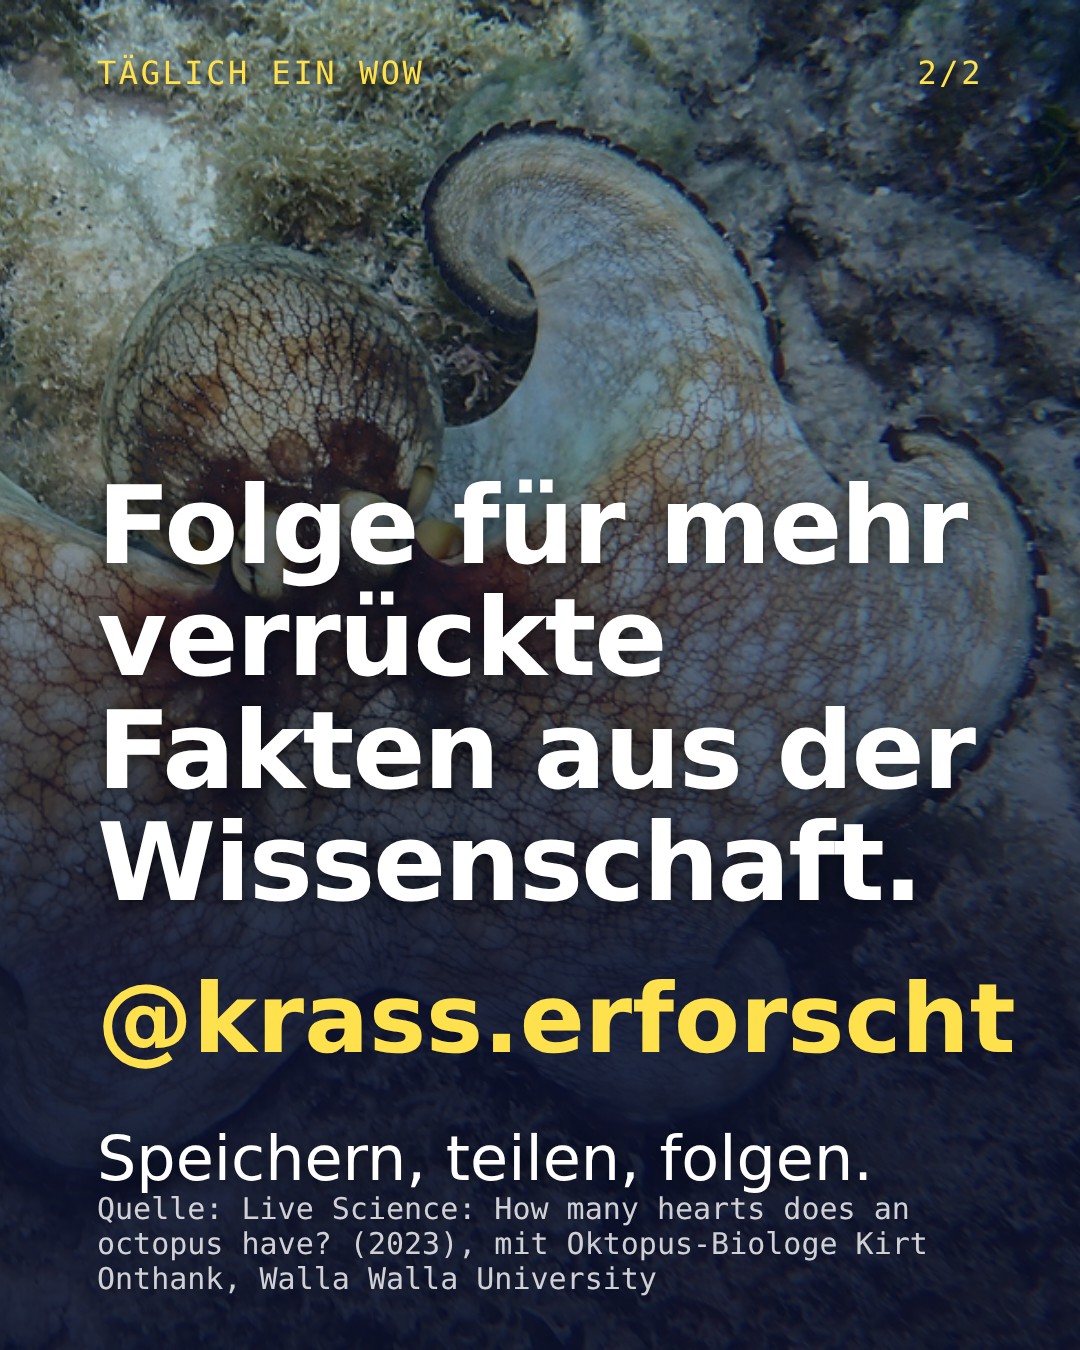 TÄGLICH EIN WOW
2/2
Folge für mehr
verrückte
Fakten aus der
Wissenschaft.
@krass.erforscht
Speichern, teilen, folgen.
Quelle: Live Science: How many hearts does an
octopus have? (2023), mit Oktopus-Biologe Kirt
Onthank, Walla Walla University